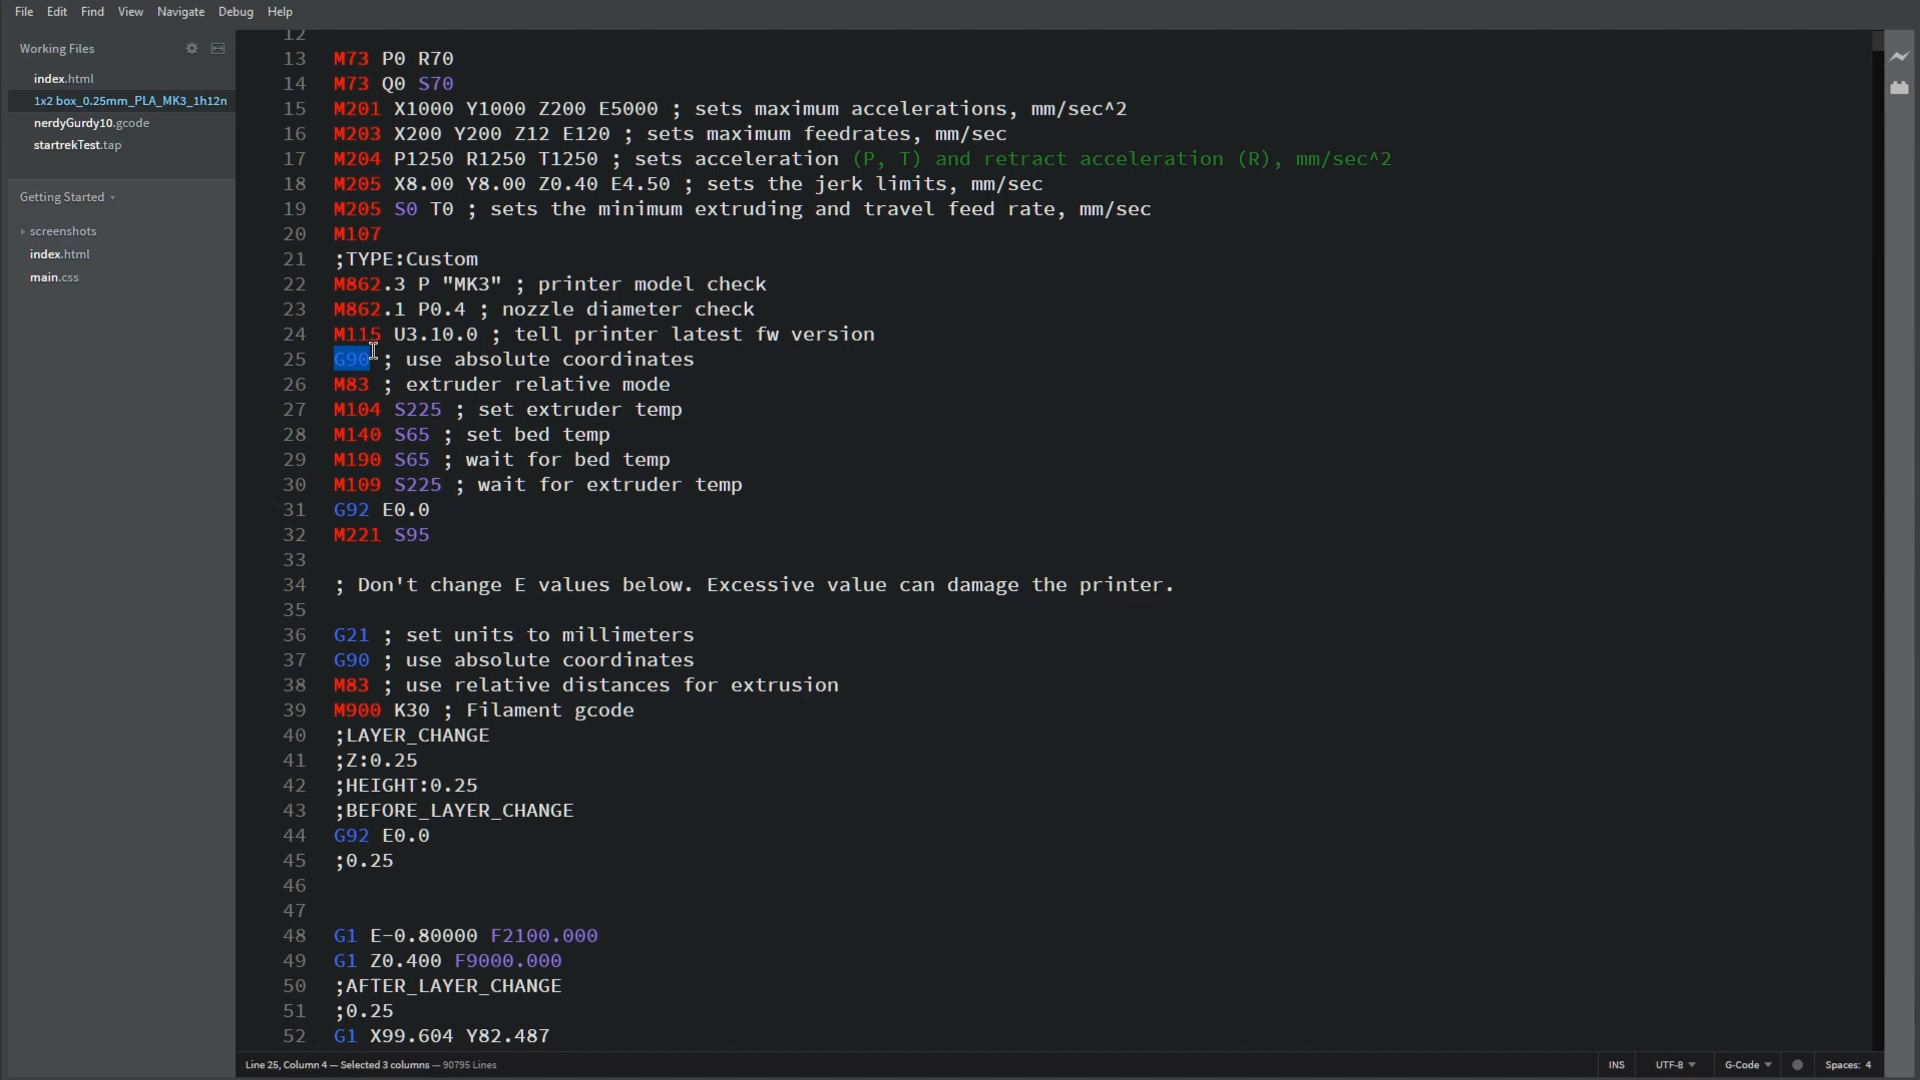 File Edit Find View Navigate Debug Help
Working Files
index.html
1x2 box_0.25mm_PLA_MK3_1h12n
nerdyGurdy10.gcode
startrekTest.tap
Getting Started
screenshots
index.html
main.css
12
13 M73 P0 R70
14 M73 Q0 S70
15 M201 X1000 Y1000 Z200 E5000 ; sets maximum accelerations, mm/sec^2
16 M203 X200 Y200 Z12 E120 ; sets maximum feedrates, mm/sec
17 M204 P1250 R1250 T1250 ; sets acceleration (P, T) and retract acceleration (R), mm/sec^2
18 M205 X8.00 Y8.00 Z0.40 E4.50 ; sets the jerk limits, mm/sec
19 M205 S0 T0 ; sets the minimum extruding and travel feed rate, mm/sec
20 M107
21 ;TYPE:Custom
22 M862.3 P "MK3" ; printer model check
23 M862.1 P0.4 ; nozzle diameter check
24 M115 U3.10.0 ; tell printer latest fw version
25 G90 ; use absolute coordinates
26 M83 ; extruder relative mode
27 M104 S225 ; set extruder temp
28 M140 S65 ; set bed temp
29 M190 S65 ; wait for bed temp
30 M109 S225 ; wait for extruder temp
31 G92 E0.0
32 M221 S95
33
34 ; Don't change E values below. Excessive value can damage the printer.
35
36 G21 ; set units to millimeters
37 G90 ; use absolute coordinates
38 M83 ; use relative distances for extrusion
39 M900 K30 ; Filament gcode
40 ;LAYER_CHANGE
41 ;Z:0.25
42 ;HEIGHT:0.25
43 ;BEFORE_LAYER_CHANGE
44 G92 E0.0
45 ;0.25
46
47
48 G1 E-0.80000 F2100.000
49 G1 Z0.400 F9000.000
50 ;AFTER_LAYER_CHANGE
51 ;0.25
52 G1 X99.604 Y82.487
Line 25, Column 4 — Selected 3 columns — 90795 Lines INS UTF-8 G-Code Spaces: 4